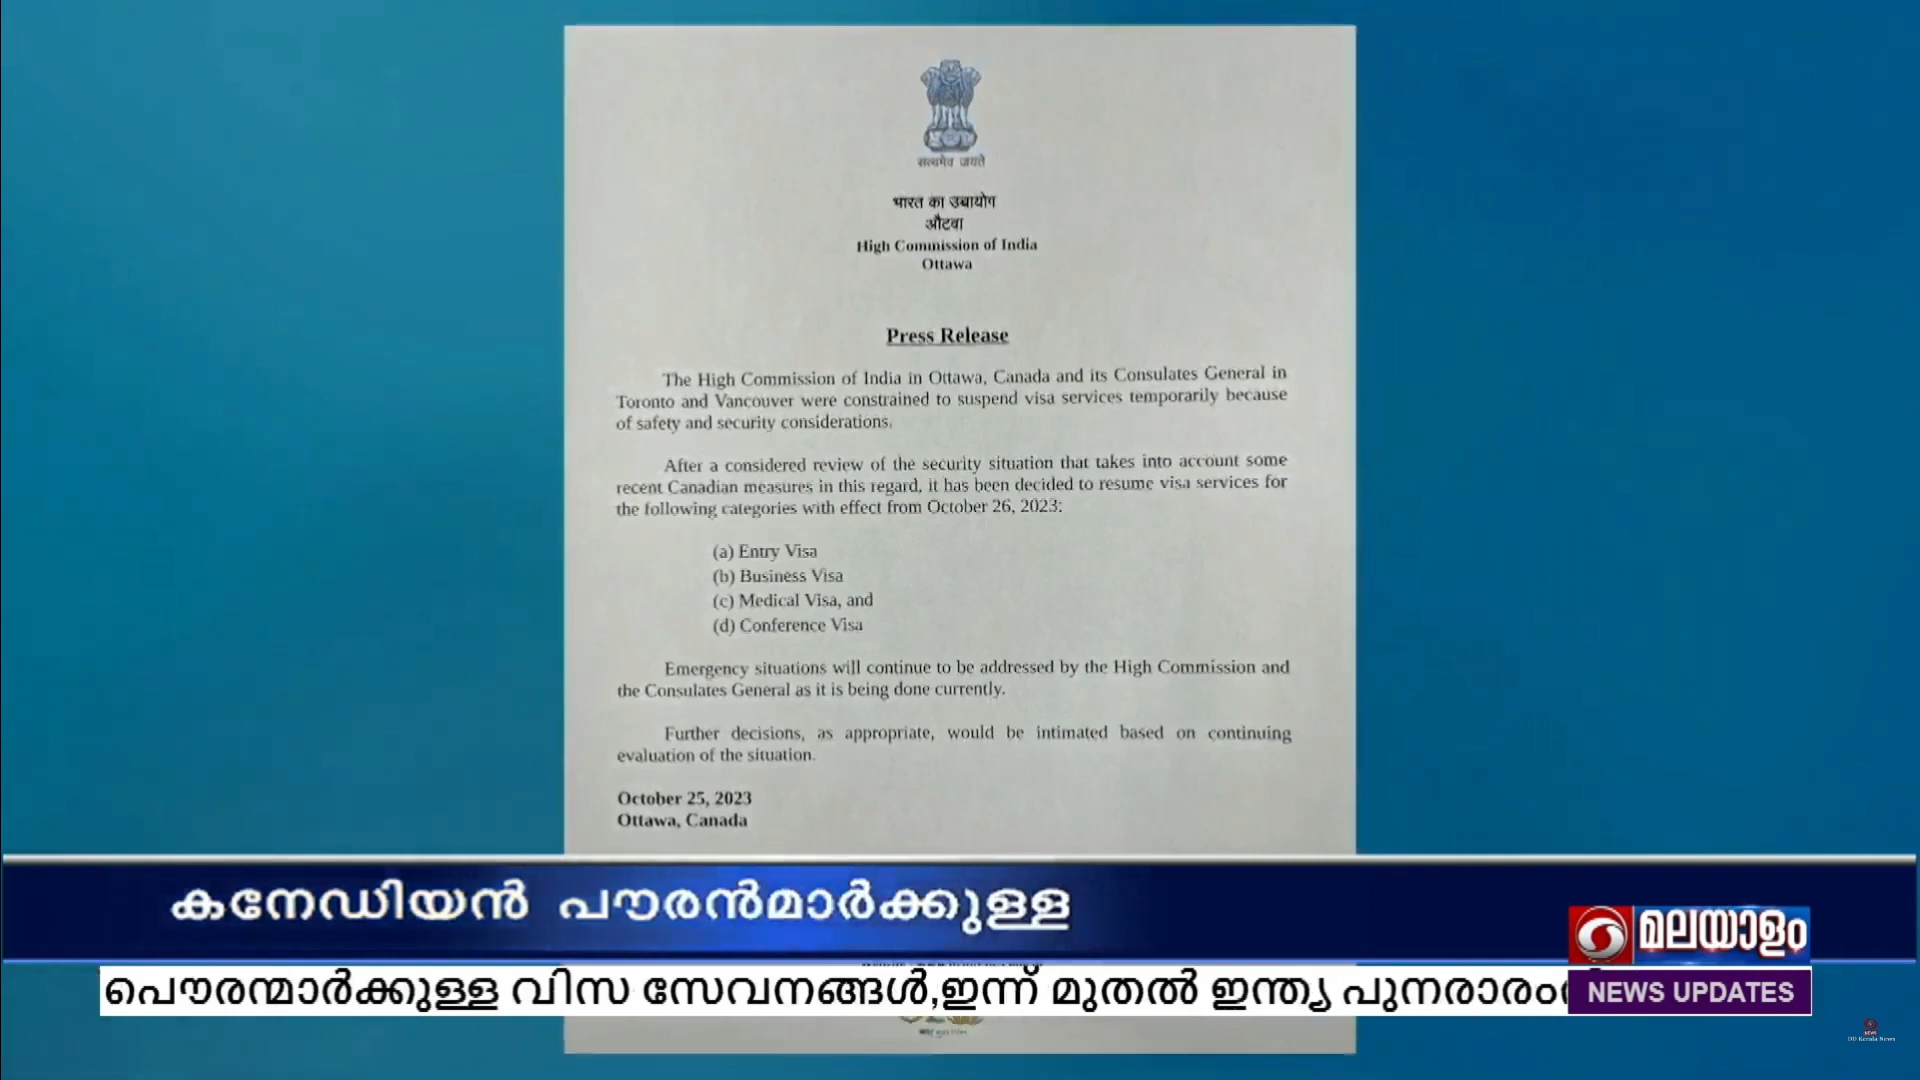 सत्यमेव जयते
भारत का उच्चायोग
औटवा
High Commission of India
Ottawa
Press Release
The High Commission of India in Ottawa, Canada and its Consulates General in
Toronto and Vancouver were constrained to suspend visa services temporarily because
of safety and security considerations.
After a considered review of the security situation that takes into account some
recent Canadian measures in this regard, it has been decided to resume visa services for
the following categories with effect from October 26, 2023:
(a) Entry Visa
(b) Business Visa
(c) Medical Visa, and
(d) Conference Visa
Emergency situations will continue to be addressed by the High Commission and
the Consulates General as it is being done currently.
Further decisions, as appropriate, would be intimated based on continuing
evaluation of the situation.
October 25, 2023
Ottawa, Canada
കനേഡിയൻ പൗരൻമാർക്കുള്ള
മലയാളം
പൌരന്മാർക്കുള്ള വിസ സേവനങ്ങൾ,ഇന്ന് മുതൽ ഇന്ത്യ
NEWS UPDATES
NEWS
DD Kerala News